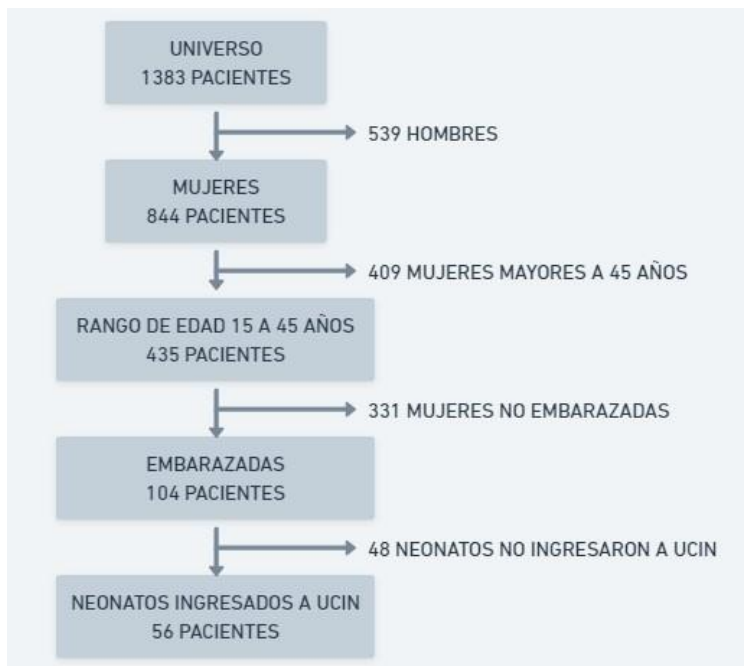 UNIVERSO
1383 PACIENTES
539 HOMBRES
MUJERES
844 PACIENTES
409 MUJERES MAYORES A 45 AÑOS
RANGO DE EDAD 15 A 45 AÑOS
435 PACIENTES
331 MUJERES NO EMBARAZADAS
EMBARAZADAS
104 PACIENTES
48 NEONATOS NO INGRESARON A UCIN
NEONATOS INGRESADOS A UCIN
56 PACIENTES